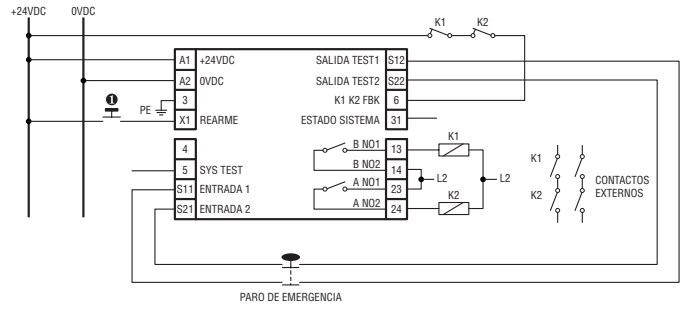 +24VDC 0VDC
K1 K2
A1 +24VDC SALIDA TEST1 S12
A2 0VDC SALIDA TEST2 S22
1
PE 3 K1 K2 FBK 6
X1 REARME ESTADO SISTEMA 31
4 B NO1 13 K1
5 SYS TEST B NO2 14 L2 L2
S11 ENTRADA 1 A NO1 23
S21 ENTRADA 2 A NO2 24 K2
K1
K2
CONTACTOS
EXTERNOS
PARO DE EMERGENCIA